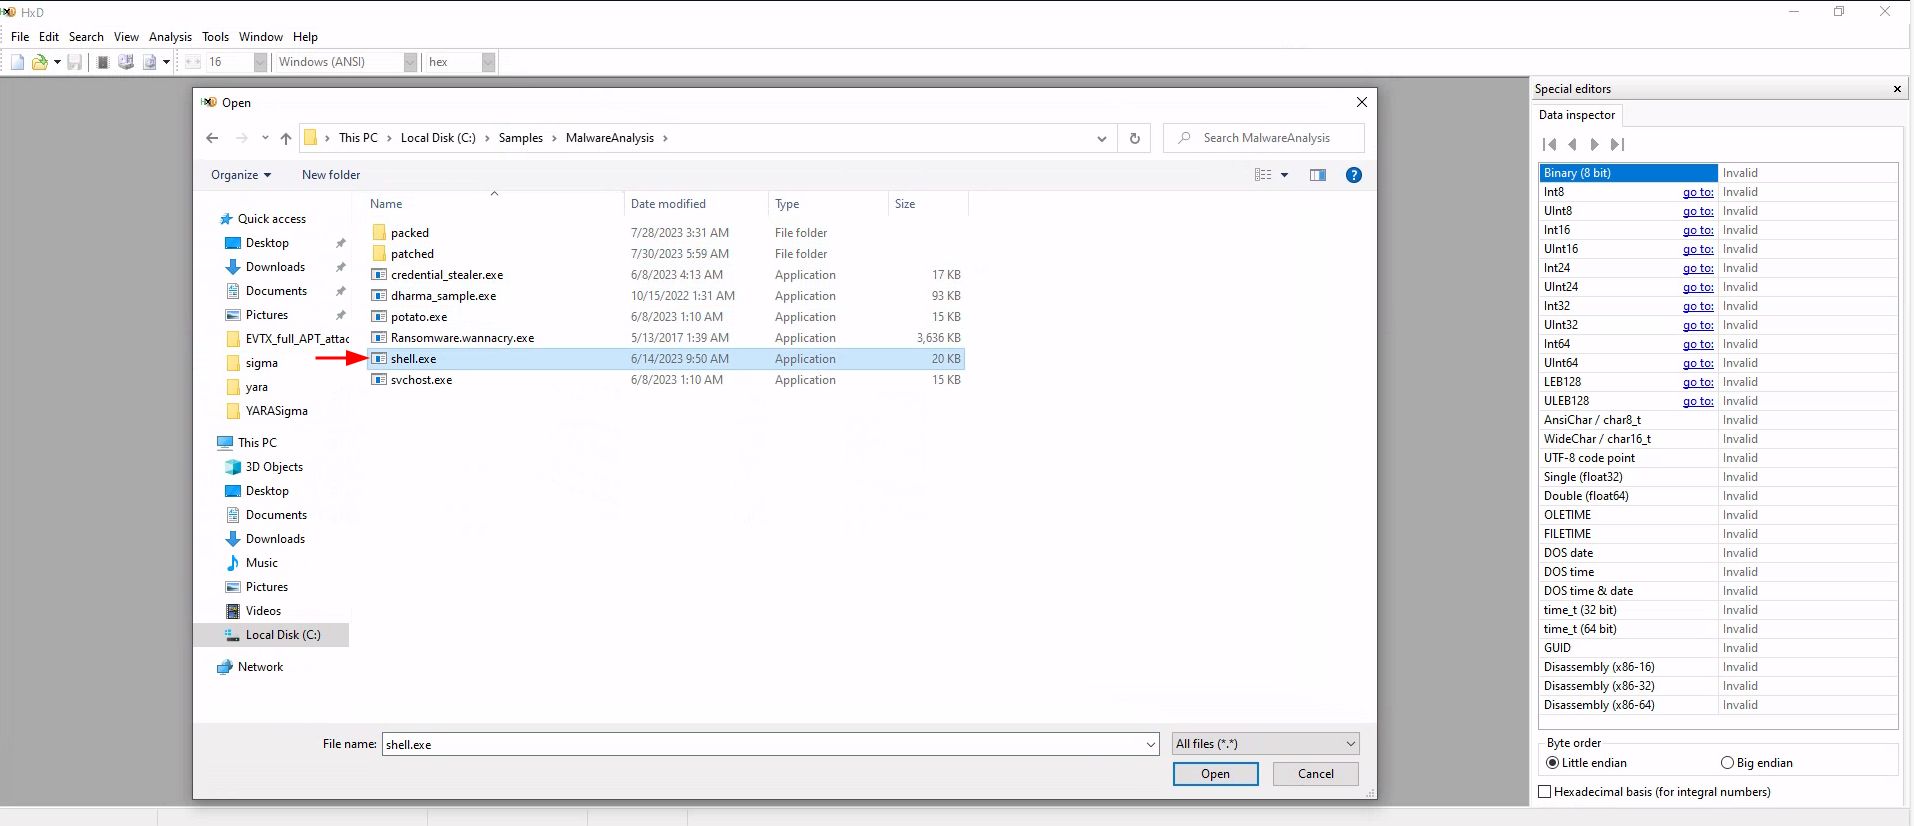 HxD
File Edit Search View Analysis Tools Window Help
16 Windows (ANSI) hex
Open
This PC › Local Disk (C:) › Samples › MalwareAnalysis ›
Search MalwareAnalysis
Organize New folder
Name Date modified Type Size
packed 7/28/2023 3:31 AM File folder
patched 7/30/2023 5:59 AM File folder
credential_stealer.exe 6/8/2023 4:13 AM Application 17 KB
dharma_sample.exe 10/15/2022 1:31 AM Application 93 KB
potato.exe 6/8/2023 1:10 AM Application 15 KB
Ransomware.wannacry.exe 5/13/2017 1:39 AM Application 3,636 KB
shell.exe 6/14/2023 9:50 AM Application 20 KB
svchost.exe 6/8/2023 1:10 AM Application 15 KB
Quick access
Desktop
Downloads
Documents
Pictures
EVTX_full_APT_attac
sigma
yara
YARASigma
This PC
3D Objects
Desktop
Documents
Downloads
Music
Pictures
Videos
Local Disk (C:)
Network
File name: shell.exe
All files (*.*)
Open Cancel
Special editors
Data inspector
Binary (8 bit) Invalid
Int8 go to: Invalid
UInt8 go to: Invalid
Int16 go to: Invalid
UInt16 go to: Invalid
Int24 go to: Invalid
UInt24 go to: Invalid
Int32 go to: Invalid
UInt32 go to: Invalid
Int64 go to: Invalid
UInt64 go to: Invalid
LEB128 go to: Invalid
ULEB128 go to: Invalid
AnsiChar / char8_t Invalid
WideChar / char16_t Invalid
UTF-8 code point Invalid
Single (float32) Invalid
Double (float64) Invalid
OLETIME Invalid
FILETIME Invalid
DOS date Invalid
DOS time Invalid
DOS time & date Invalid
time_t (32 bit) Invalid
time_t (64 bit) Invalid
GUID Invalid
Disassembly (x86-16) Invalid
Disassembly (x86-32) Invalid
Disassembly (x86-64) Invalid
Byte order
Little endian Big endian
Hexadecimal basis (for integral numbers)